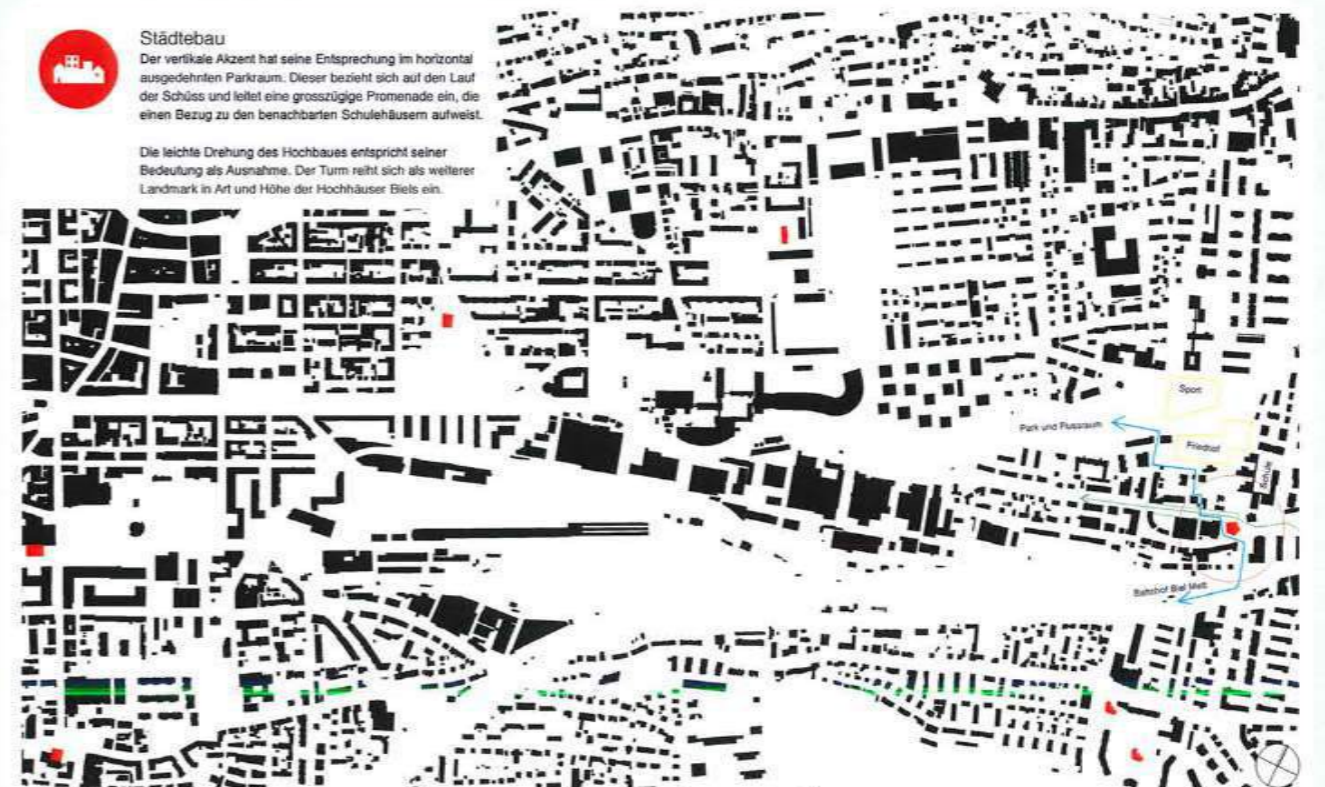 Städtebau
Der vertikale Akzent hat seine Entsprechung im horizontal
ausgedehnten Parkraum. Dieser bezieht sich auf den Lauf
der Schüss und leitet eine grosszügige Promenade ein, die
einen Bezug zu den benachbarten Schulehäusern aufweist.
Die leichte Drehung des Hochbaues entspricht seiner
Bedeutung als Ausnahme. Der Turm reiht sich als weiterer
Landmark in Art und Höhe der Hochhäuser Biels ein.
Sport
Park und Flussraum
Friedhof
Schule
Bahnhof Biel Mett